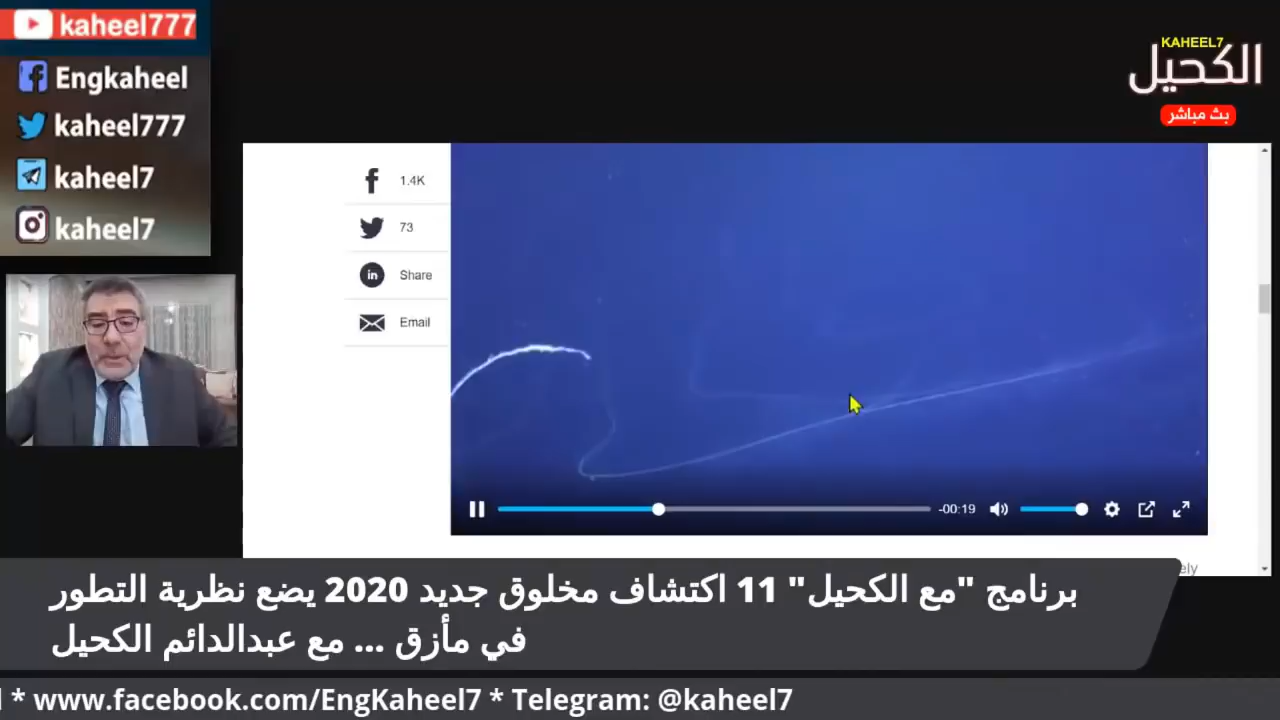 kaheel777
Engkaheel
kaheel777
kaheel7
kaheel7
KAHEEL7
الكحيل
بث مباشر
1.4K
73
Share
Email
-00:19
برنامج "مع الكحيل" 11 اكتشاف مخلوق جديد 2020 يضع نظرية التطور
في مأزق ... مع عبدالدائم الكحيل
* www.facebook.com/EngKaheel7 * Telegram: @kaheel7